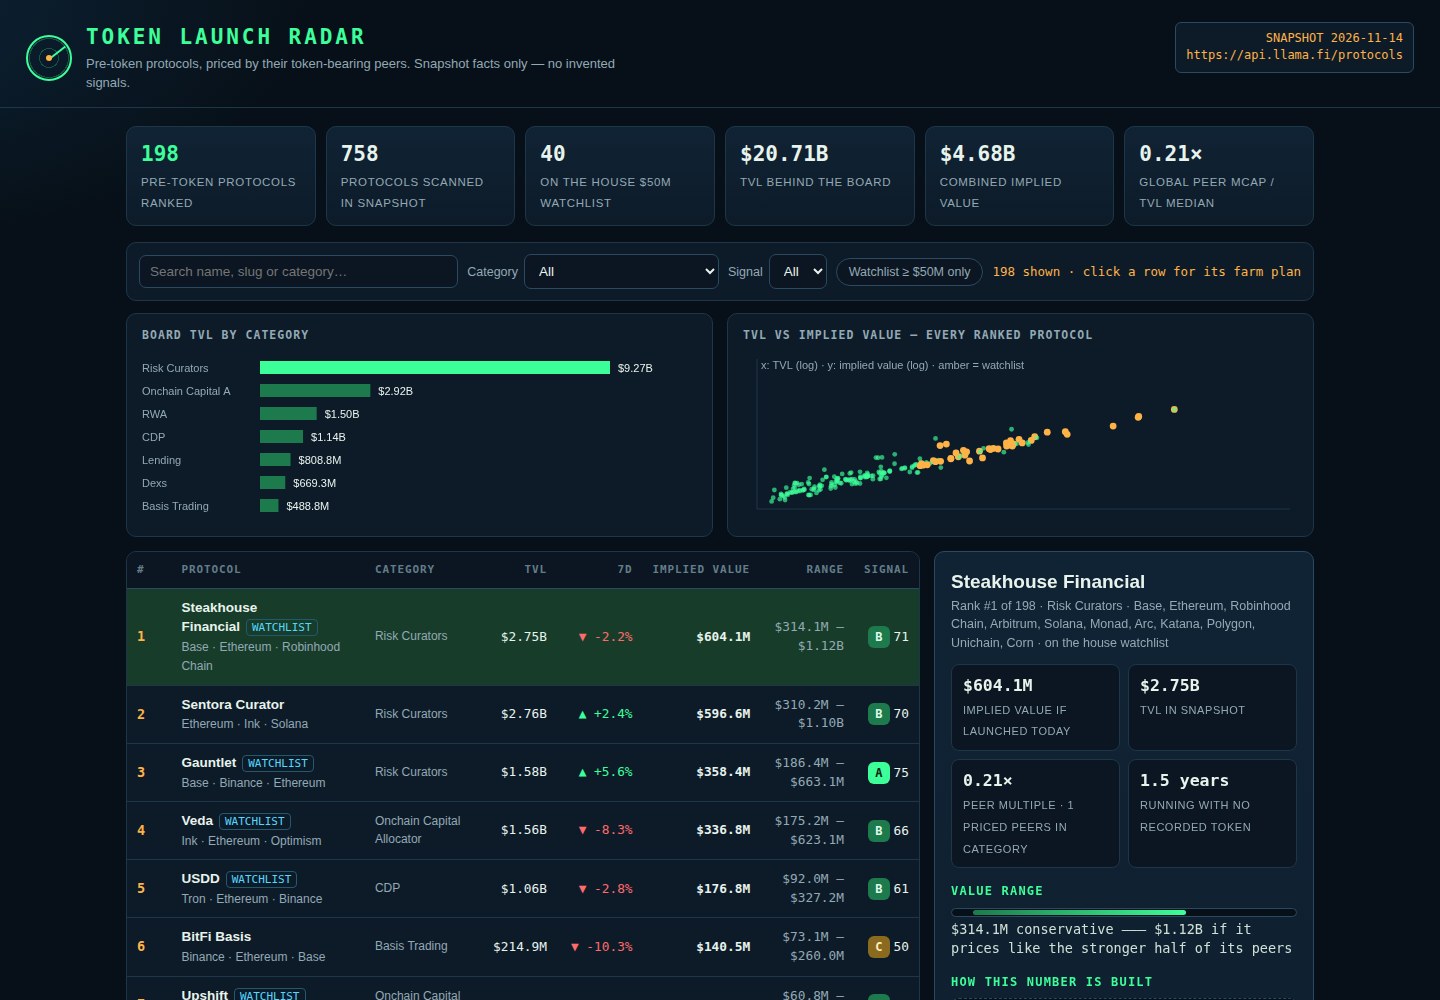 TOKEN LAUNCH RADAR
Pre-token protocols, priced by their token-bearing peers. Snapshot facts only — no invented
signals.
SNAPSHOT 2026-11-14
https://api.llama.fi/protocols
198
PRE-TOKEN PROTOCOLS
RANKED
758
PROTOCOLS SCANNED
IN SNAPSHOT
40
ON THE HOUSE $50M
WATCHLIST
$20.71B
TVL BEHIND THE BOARD
$4.68B
COMBINED IMPLIED
VALUE
0.21×
GLOBAL PEER MCAP /
TVL MEDIAN
Search name, slug or category…
Category
All
Signal
All
Watchlist ≥ $50M only
198 shown · click a row for its farm plan
BOARD TVL BY CATEGORY
Risk Curators $9.27B
Onchain Capital A $2.92B
RWA $1.50B
CDP $1.14B
Lending $808.8M
Dexs $669.3M
Basis Trading $488.8M
TVL VS IMPLIED VALUE — EVERY RANKED PROTOCOL
x: TVL (log) · y: implied value (log) · amber = watchlist
# PROTOCOL CATEGORY TVL 7D IMPLIED VALUE RANGE SIGNAL
1 Steakhouse
Financial WATCHLIST
Base · Ethereum · Robinhood
Chain
Risk Curators $2.75B ▼ -2.2% $604.1M $314.1M —
$1.12B
B 71
2 Sentora Curator
Ethereum · Ink · Solana
Risk Curators $2.76B ▲ +2.4% $596.6M $310.2M —
$1.10B
B 70
3 Gauntlet WATCHLIST
Base · Binance · Ethereum
Risk Curators $1.58B ▲ +5.6% $358.4M $186.4M —
$663.1M
A 75
4 Veda WATCHLIST
Ink · Ethereum · Optimism
Onchain Capital
Allocator
$1.56B ▼ -8.3% $336.8M $175.2M —
$623.1M
B 66
5 USDD WATCHLIST
Tron · Ethereum · Binance
CDP $1.06B ▼ -2.8% $176.8M $92.0M —
$327.2M
B 61
6 BitFi Basis
Binance · Ethereum · Base
Basis Trading $214.9M ▼ -10.3% $140.5M $73.1M —
$260.0M
C 50
Upshift WATCHLIST
Onchain Capital
$60.8M —
Steakhouse Financial
Rank #1 of 198 · Risk Curators · Base, Ethereum, Robinhood
Chain, Arbitrum, Solana, Monad, Arc, Katana, Polygon,
Unichain, Corn · on the house watchlist
$604.1M
IMPLIED VALUE IF
LAUNCHED TODAY
$2.75B
TVL IN SNAPSHOT
0.21×
PEER MULTIPLE · 1
PRICED PEERS IN
CATEGORY
1.5 years
RUNNING WITH NO
RECORDED TOKEN
VALUE RANGE
$314.1M conservative ——— $1.12B if it
prices like the stronger half of its peers
HOW THIS NUMBER IS BUILT